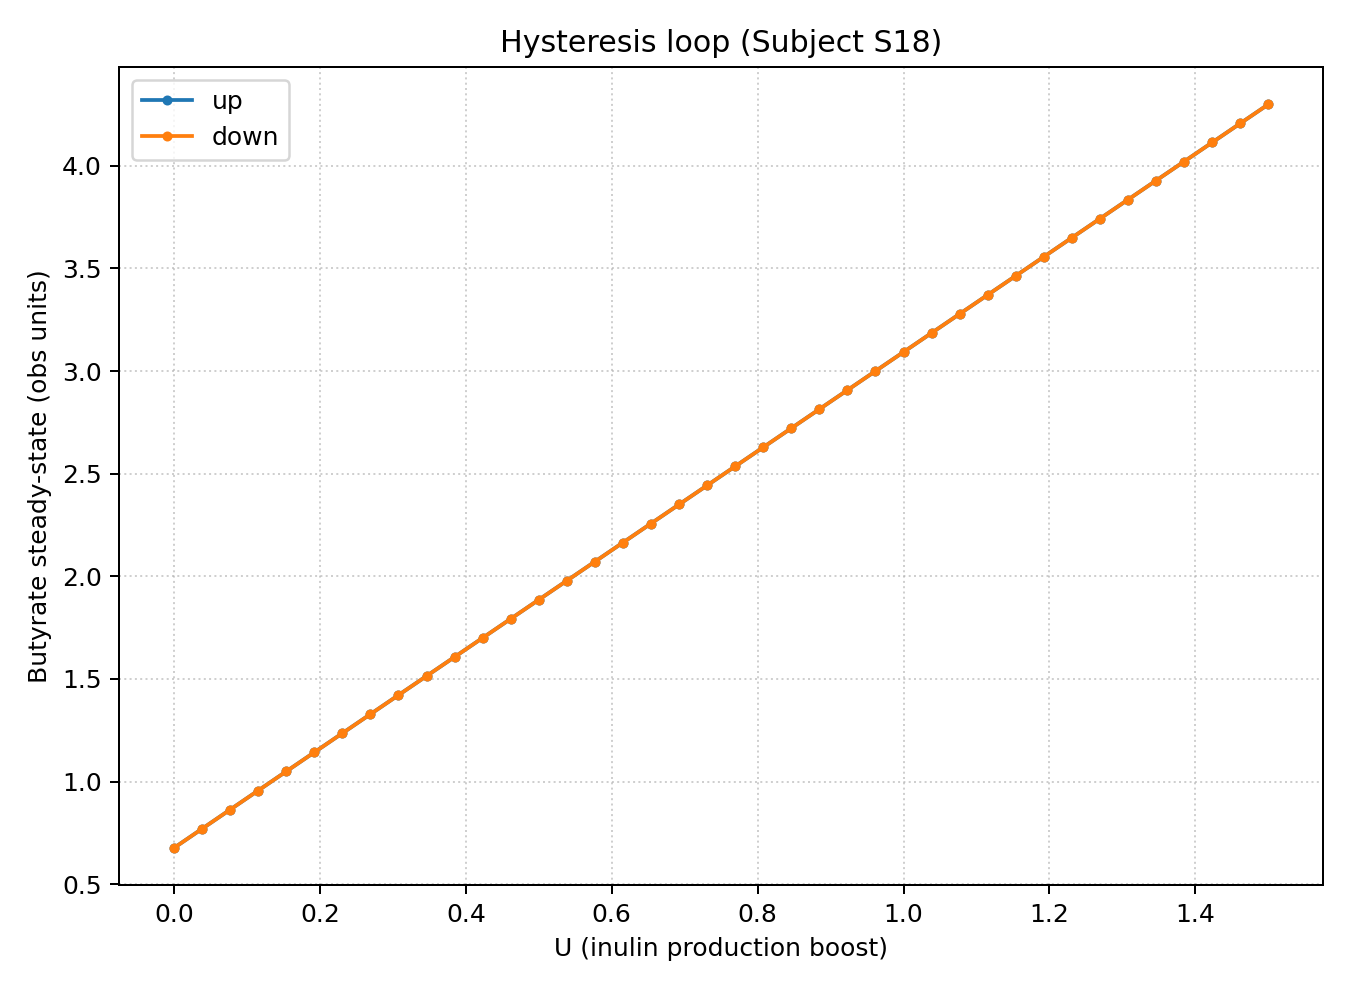 Hysteresis loop (Subject S18)
up
down
4.0
3.5
3.0
2.5
2.0
1.5
1.0
0.5
Butyrate steady-state (obs units)
0.0 0.2 0.4 0.6 0.8 1.0 1.2 1.4
U (inulin production boost)